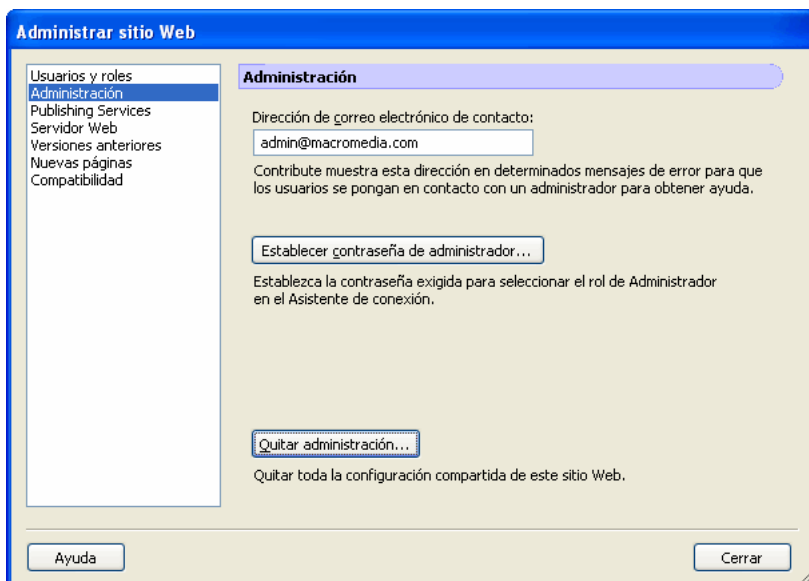 Administrar sitio Web
Usuarios y roles
Administración
Publishing Services
Servidor Web
Versiones anteriores
Nuevas páginas
Compatibilidad
Administración
Dirección de correo electrónico de contacto:
admin@macromedia.com
Contribute muestra esta dirección en determinados mensajes de error para que
los usuarios se pongan en contacto con un administrador para obtener ayuda.
Establecer contraseña de administrador...
Establezca la contraseña exigida para seleccionar el rol de Administrador
en el Asistente de conexión.
Quitar administración...
Quitar toda la configuración compartida de este sitio Web.
Ayuda
Cerrar